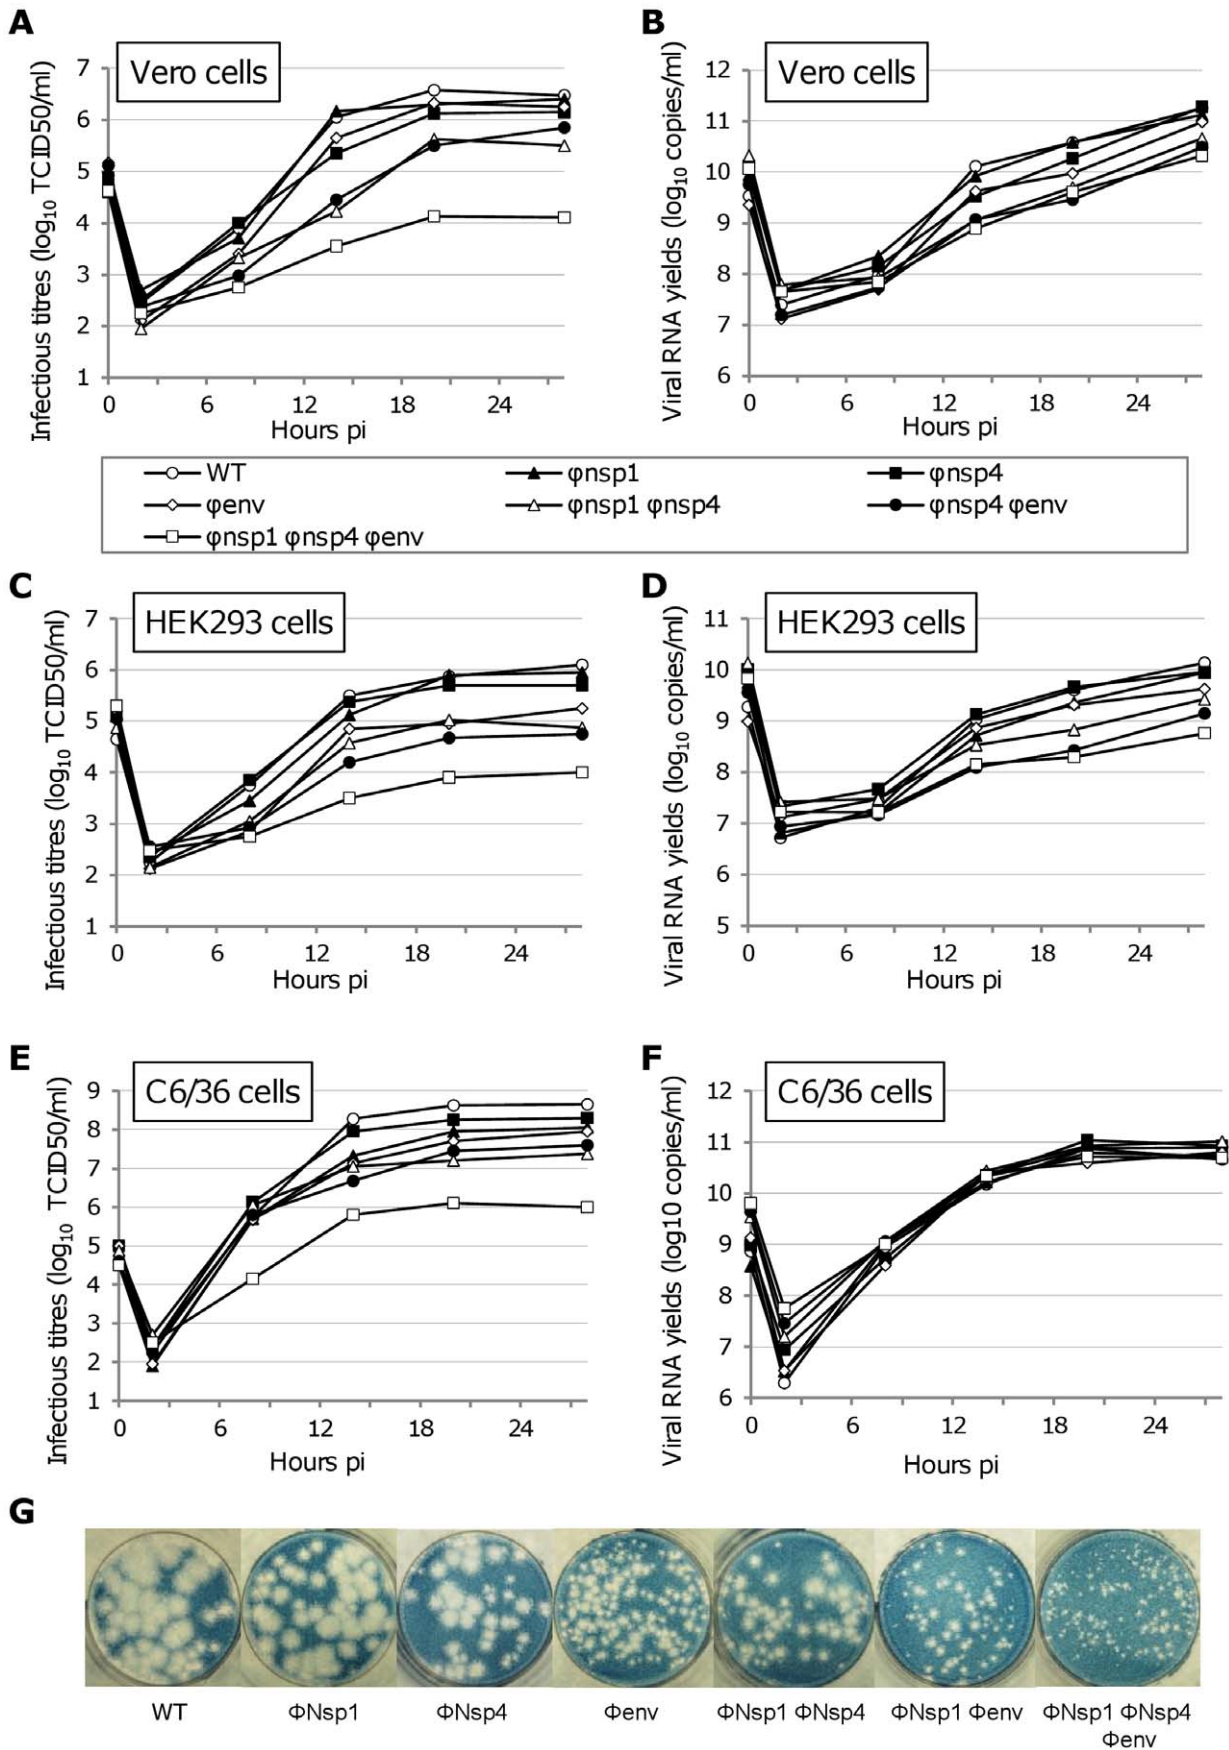 A
Vero cells
Infectious titres (log10 TCID50/ml)
7
6
5
4
3
2
1
0 6 12 18 24
Hours pi
B
Vero cells
Viral RNA yields (log10 copies/ml)
12
11
10
9
8
7
6
0 6 12 18 24
Hours pi
WT φnsp1 φnsp4
φenv φnsp1 φnsp4 φnsp4 φenv
φnsp1 φnsp4 φenv
C
HEK293 cells
Infectious titres (log10 TCID50/ml)
7
6
5
4
3
2
1
0 6 12 18 24
Hours pi
D
HEK293 cells
Viral RNA yields (log10 copies/ml)
11
10
9
8
7
6
5
0 6 12 18 24
Hours pi
E
C6/36 cells
Infectious titres (log10 TCID50/ml)
9
8
7
6
5
4
3
2
1
0 6 12 18 24
Hours pi
F
C6/36 cells
Viral RNA yields (log10 copies/ml)
12
11
10
9
8
7
6
0 6 12 18 24
Hours pi
G
WT ΦNsp1 ΦNsp4 Φenv ΦNsp1 ΦNsp4 ΦNsp1 Φenv ΦNsp1 ΦNsp4
Φenv